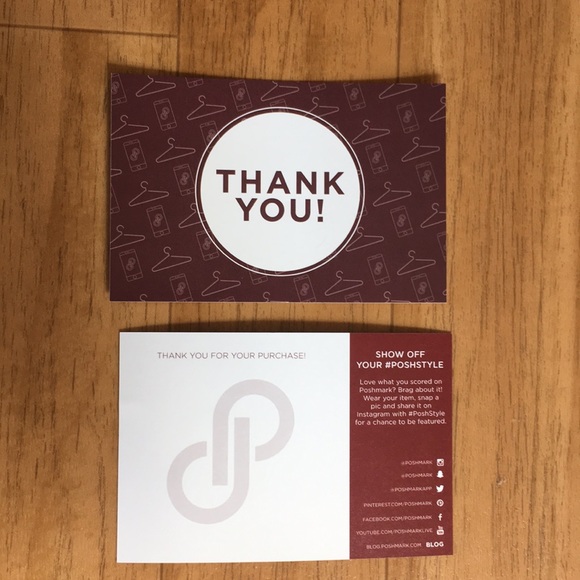 THANK
YOU!
THANK YOU FOR YOUR PURCHASE!
SHOW OFF
YOUR #POSHSTYLE
Love what you scored on
Poshmark? Brag about it!
Wear your item, snap a
pic and share it on
Instagram with #PoshStyle
for a chance to be featured.
@POSHMARK
@POSHMARK
@POSHMARKAPP
PINTEREST.COM/POSHMARK
FACEBOOK.COM/POSHMARK
YOUTUBE.COM/POSHMARKLIVE
BLOG.POSHMARK.COM BLOG